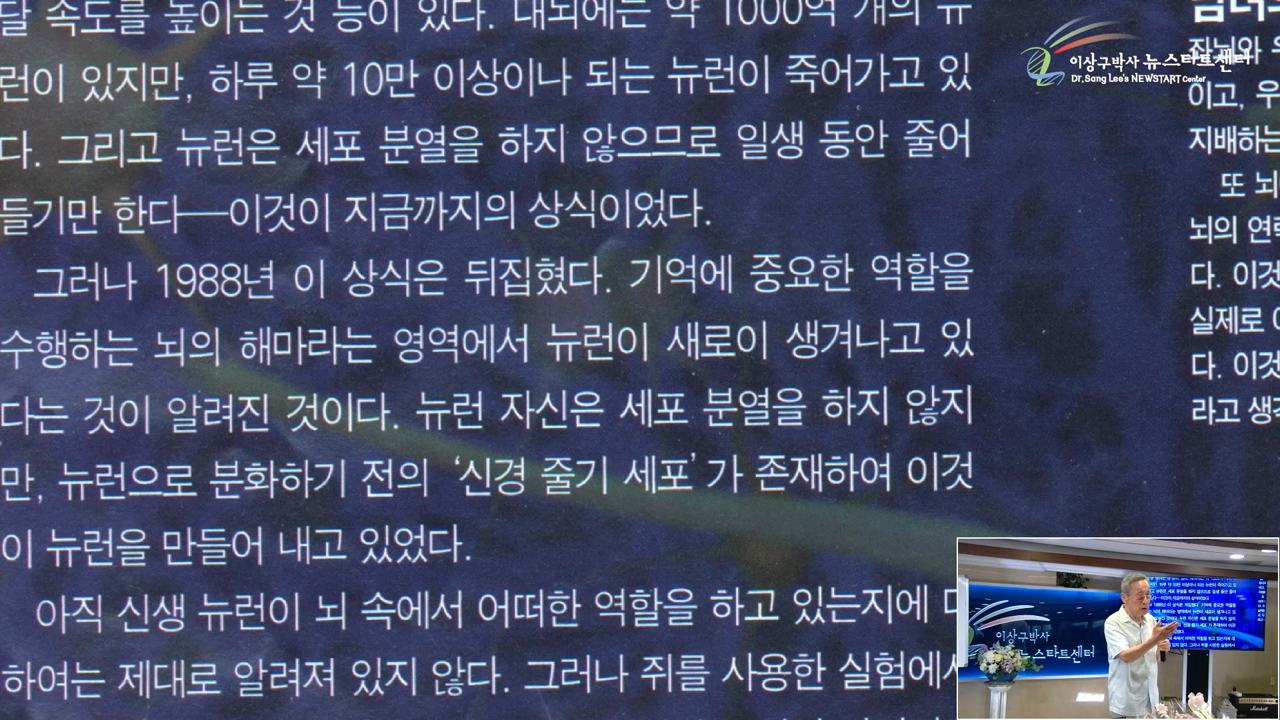 달 속도를 높이는 것 등이 있다. 대뇌에는 약 1000억 개의 뉴
런이 있지만, 하루 약 10만 이상이나 되는 뉴런이 죽어가고 있
다. 그리고 뉴런은 세포 분열을 하지 않으므로 일생 동안 줄어
들기만 한다—이것이 지금까지의 상식이었다.
그러나 1988년 이 상식은 뒤집혔다. 기억에 중요한 역할을
수행하는 뇌의 해마라는 영역에서 뉴런이 새로이 생겨나고 있
다는 것이 알려진 것이다. 뉴런 자신은 세포 분열을 하지 않지
만, 뉴런으로 분화하기 전의 ‘신경 줄기 세포’가 존재하여 이것
이 뉴런을 만들어 내고 있었다.
아직 신생 뉴런이 뇌 속에서 어떠한 역할을 하고 있는지에
하여는 제대로 알려져 있지 않다. 그러나 쥐를 사용한 실험에서
이상구박사 뉴스타트센터
Dr. Sang Lee's NEWSTART Center
이고, 우
지배하는
또 뇌
뇌의 연
다. 이것
실제로
다. 이것
라고 생
이상구박사
뉴스타트센터
Marshall